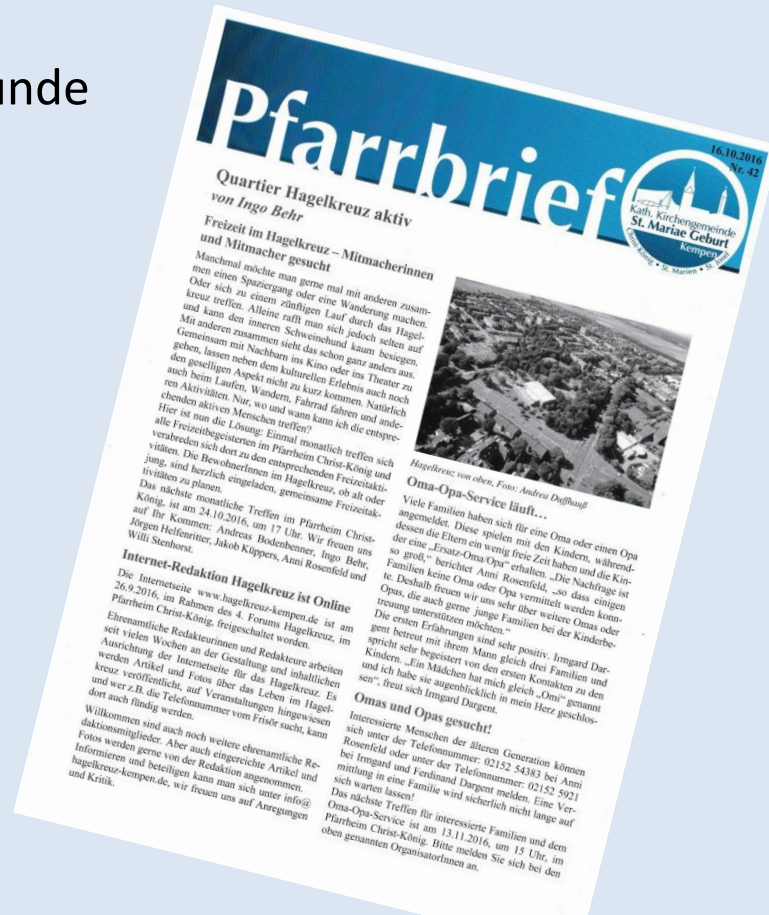 unde
Pfarrbrief
16.10.2016
Nr. 42
Kath. Kirchengemeinde
St. Mariae Geburt
Kempen
Christ-König • St. Marien • St. Josef
Quartier Hagelkreuz aktiv
von Ingo Behr
Freizeit im Hagelkreuz – Mitmacherinnen
und Mitmacher gesucht
Manchmal möchte man gerne mal mit anderen zusam-
men einen Spaziergang oder eine Wanderung machen.
Oder sich zu einem zünftigen Lauf durch das Hagel-
kreuz treffen. Alleine rafft man sich jedoch selten auf
und kann den inneren Schweinehund kaum besiegen.
Mit anderen zusammen sieht das schon ganz anders aus.
Gemeinsam mit Nachbarn ins Kino oder ins Theater zu
gehen, lassen neben dem kulturellen Erlebnis auch noch
den geselligen Aspekt nicht zu kurz kommen. Natürlich
auch beim Laufen, Wandern, Fahrrad fahren und ande-
ren Aktivitäten. Nur, wo und wann kann ich die entspre-
chenden aktiven Menschen treffen?
Hier ist nun die Lösung: Einmal monatlich treffen sich
alle Freizeitbegeisterten im Pfarrheim Christ-König und
verabreden sich dort zu den entsprechenden Freizeitakti-
vitäten. Die BewohnerInnen im Hagelkreuz, ob alt oder
jung, sind herzlich eingeladen, gemeinsame Freizeitak-
tivitäten zu planen.
Das nächste monatliche Treffen im Pfarrheim Christ-
König, ist am 24.10.2016, um 17 Uhr. Wir freuen uns
auf Ihr Kommen: Andreas Bodenbenner, Ingo Behr,
Jörgen Helfenritter, Jakob Küppers, Anni Rosenfeld und
Willi Stenhorst.
Internet-Redaktion Hagelkreuz ist Online
Die Internetseite www.hagelkreuz-kempen.de ist am
26.9.2016, im Rahmen des 4. Forums Hagelkreuz, im
Pfarrheim Christ-König, freigeschaltet worden.
Ehrenamtliche Redakteurinnen und Redakteure arbeiten
seit vielen Wochen an der Gestaltung und inhaltlichen
Ausrichtung der Internetseite für das Hagelkreuz. Es
werden Artikel und Fotos über das Leben im Hagel-
kreuz veröffentlicht, auf Veranstaltungen hingewiesen
und wer z.B. die Telefonnummer vom Frisör sucht, kann
dort auch fündig werden.
Willkommen sind auch noch weitere ehrenamtliche Re-
daktionsmitglieder. Aber auch eingereichte Artikel und
Fotos werden gerne von der Redaktion angenommen.
Informieren und beteiligen kann man sich unter info@
hagelkreuz-kempen.de, wir freuen uns auf Anregungen
und Kritik.
Hagelkreuz von oben, Foto: Andrea Duffhauß
Oma-Opa-Service läuft…
Viele Familien haben sich für eine Oma oder einen Opa
angemeldet. Diese spielen mit den Kindern, während-
dessen die Eltern ein wenig freie Zeit haben und die Kin-
der eine „Ersatz-Oma/Opa“ erhalten. „Die Nachfrage ist
so groß,“ berichtet Anni Rosenfeld, „so dass einigen
Familien keine Oma oder Opa vermittelt werden konn-
te. Deshalb freuen wir uns sehr über weitere Omas oder
Opas, die auch gerne junge Familien bei der Kinderbe-
treuung unterstützen möchten.“
Die ersten Erfahrungen sind sehr positiv. Irmgard Dar-
gent betreut mit ihrem Mann gleich drei Familien und
spricht sehr begeistert von den ersten Kontakten zu den
Kindern. „Ein Mädchen hat mich gleich „Omi“ genannt
und ich habe sie augenblicklich in mein Herz geschlos-
sen“, freut sich Irmgard Dargent.
Omas und Opas gesucht!
Interessierte Menschen der älteren Generation können
sich unter der Telefonnummer: 02152 54383 bei Anni
Rosenfeld oder unter der Telefonnummer: 02152 5921
bei Irmgard und Ferdinand Dargent melden. Eine Ver-
mittlung in eine Familie wird sicherlich nicht lange auf
sich warten lassen!
Das nächste Treffen für interessierte Familien und dem
Oma-Opa-Service ist am 13.11.2016, um 15 Uhr, im
Pfarrheim Christ-König. Bitte melden Sie sich bei den
oben genannten OrganisatorInnen an.